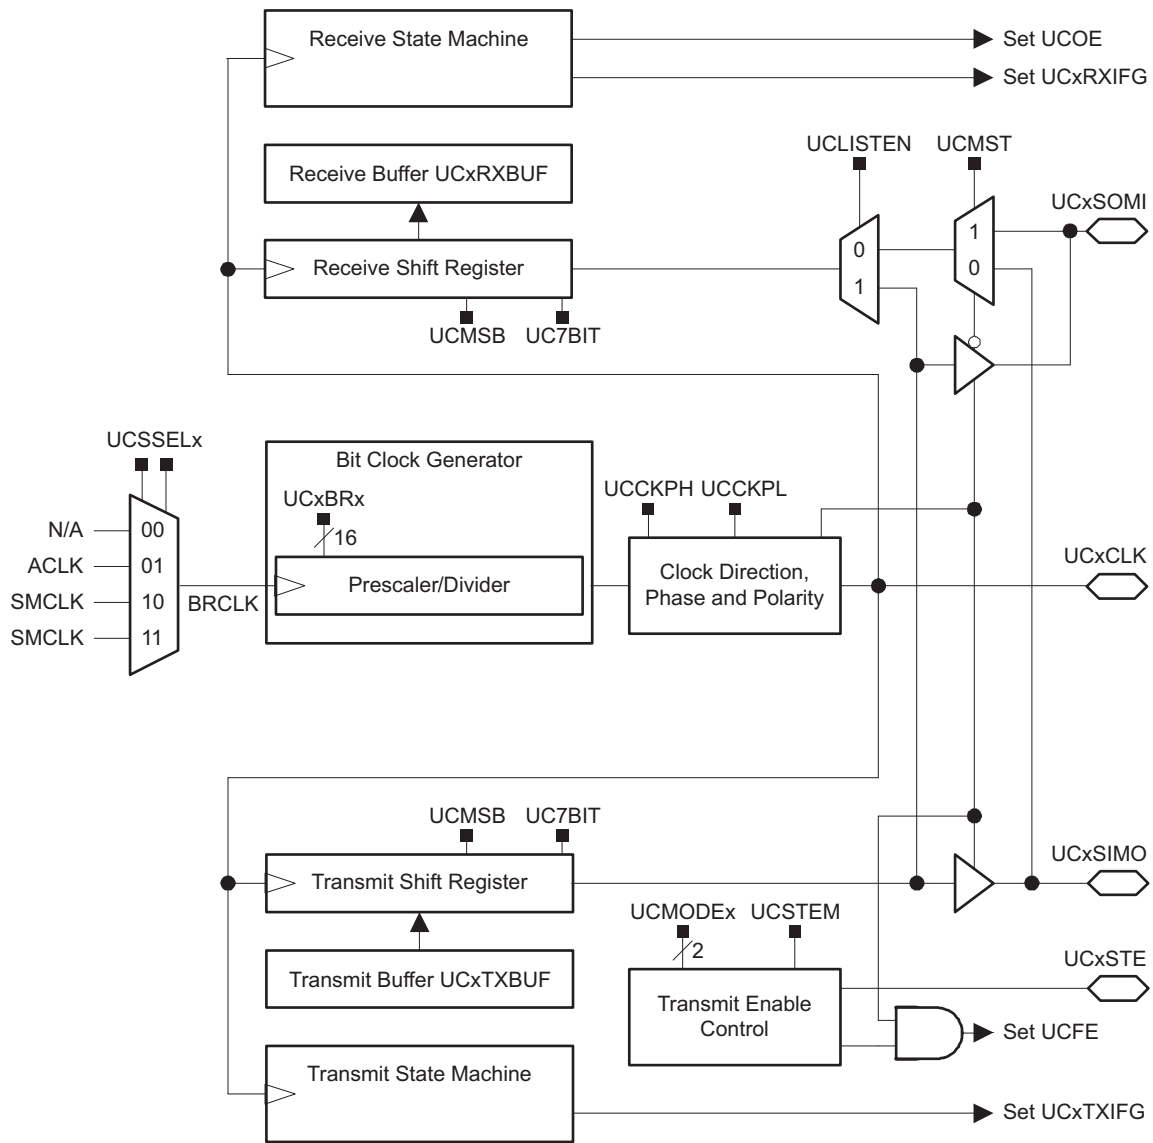 Receive State Machine
Set UCOE
Set UCxRXIFG
UCLISTEN
UCMST
Receive Buffer UCxRXBUF
UCxSOMI
1
0
0
1
Receive Shift Register
UCMSB
UC7BIT
UCSSELx
Bit Clock Generator
UCxBRx
16
UCCKPH
UCCKPL
N/A
00
ACLK
01
SMCLK
10
SMCLK
11
BRCLK
Prescaler/Divider
Clock Direction,
Phase and Polarity
UCxCLK
UCMSB
UC7BIT
Transmit Shift Register
UCxSIMO
UCMODEx
UCSTEM
2
Transmit Buffer UCxTXBUF
UCxSTE
Transmit Enable
Control
Set UCFE
Transmit State Machine
Set UCxTXIFG